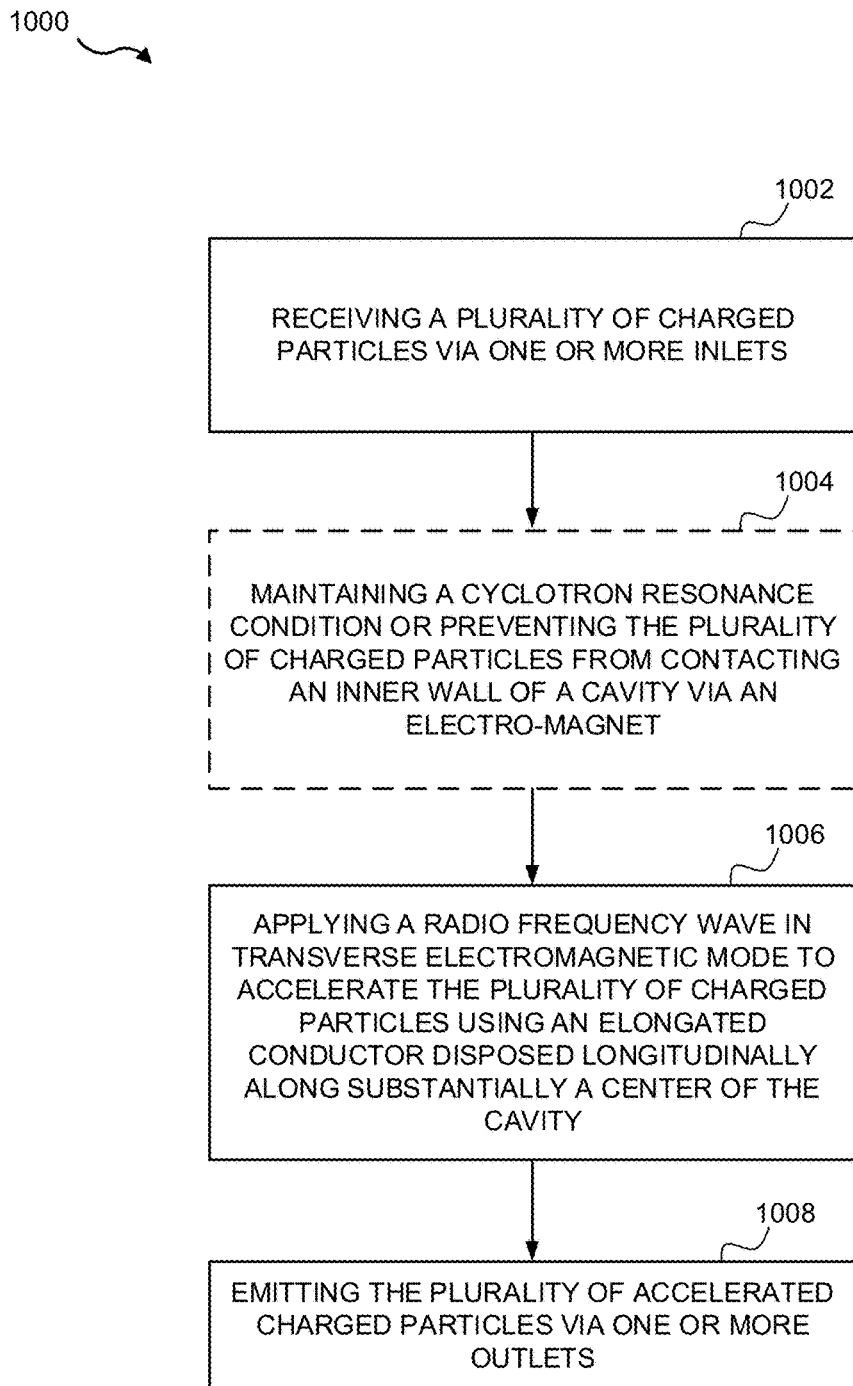 1000
1002
RECEIVING A PLURALITY OF CHARGED
PARTICLES VIA ONE OR MORE INLETS
1004
MAINTAINING A CYCLOTRON RESONANCE
CONDITION OR PREVENTING THE PLURALITY
OF CHARGED PARTICLES FROM CONTACTING
AN INNER WALL OF A CAVITY VIA AN
ELECTRO-MAGNET
1006
APPLYING A RADIO FREQUENCY WAVE IN
TRANSVERSE ELECTROMAGNETIC MODE TO
ACCELERATE THE PLURALITY OF CHARGED
PARTICLES USING AN ELONGATED
CONDUCTOR DISPOSED LONGITUDINALLY
ALONG SUBSTANTIALLY A CENTER OF THE
CAVITY
1008
EMITTING THE PLURALITY OF ACCELERATED
CHARGED PARTICLES VIA ONE OR MORE
OUTLETS